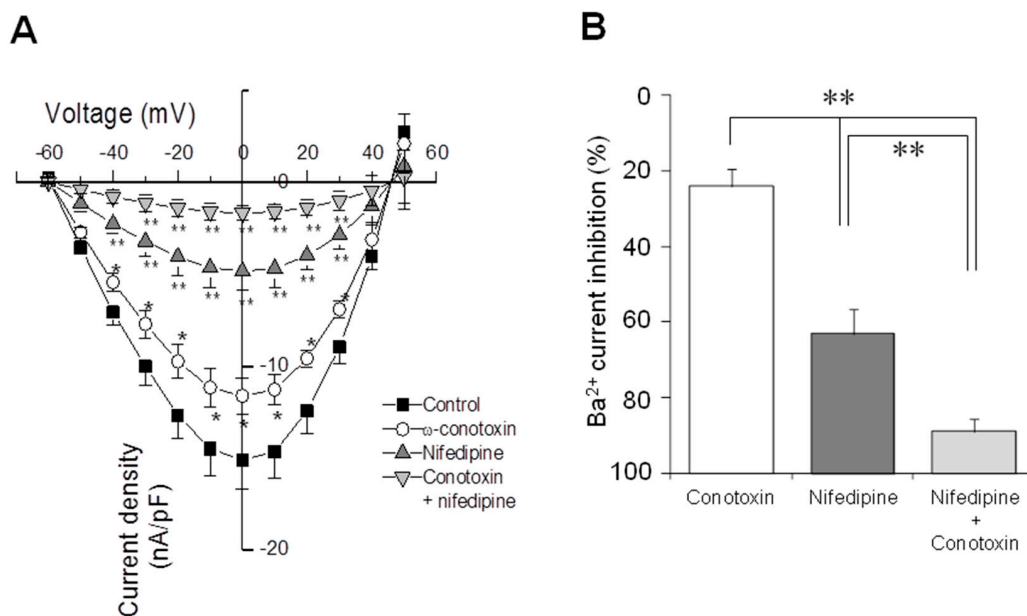 A
Voltage (mV)
-60 -40 -20 0 20 40 60
0
-10
-20
Current density
(nA/pF)
** ** ** ** ** ** **
** ** ** ** ** ** ** **
* * * * * * * *
Control
ω-conotoxin
Nifedipine
Conotoxin
+ nifedipine
B
Ba2+ current inhibition (%)
0
20
40
60
80
100
**
**
Conotoxin
Nifedipine
Nifedipine
+
Conotoxin